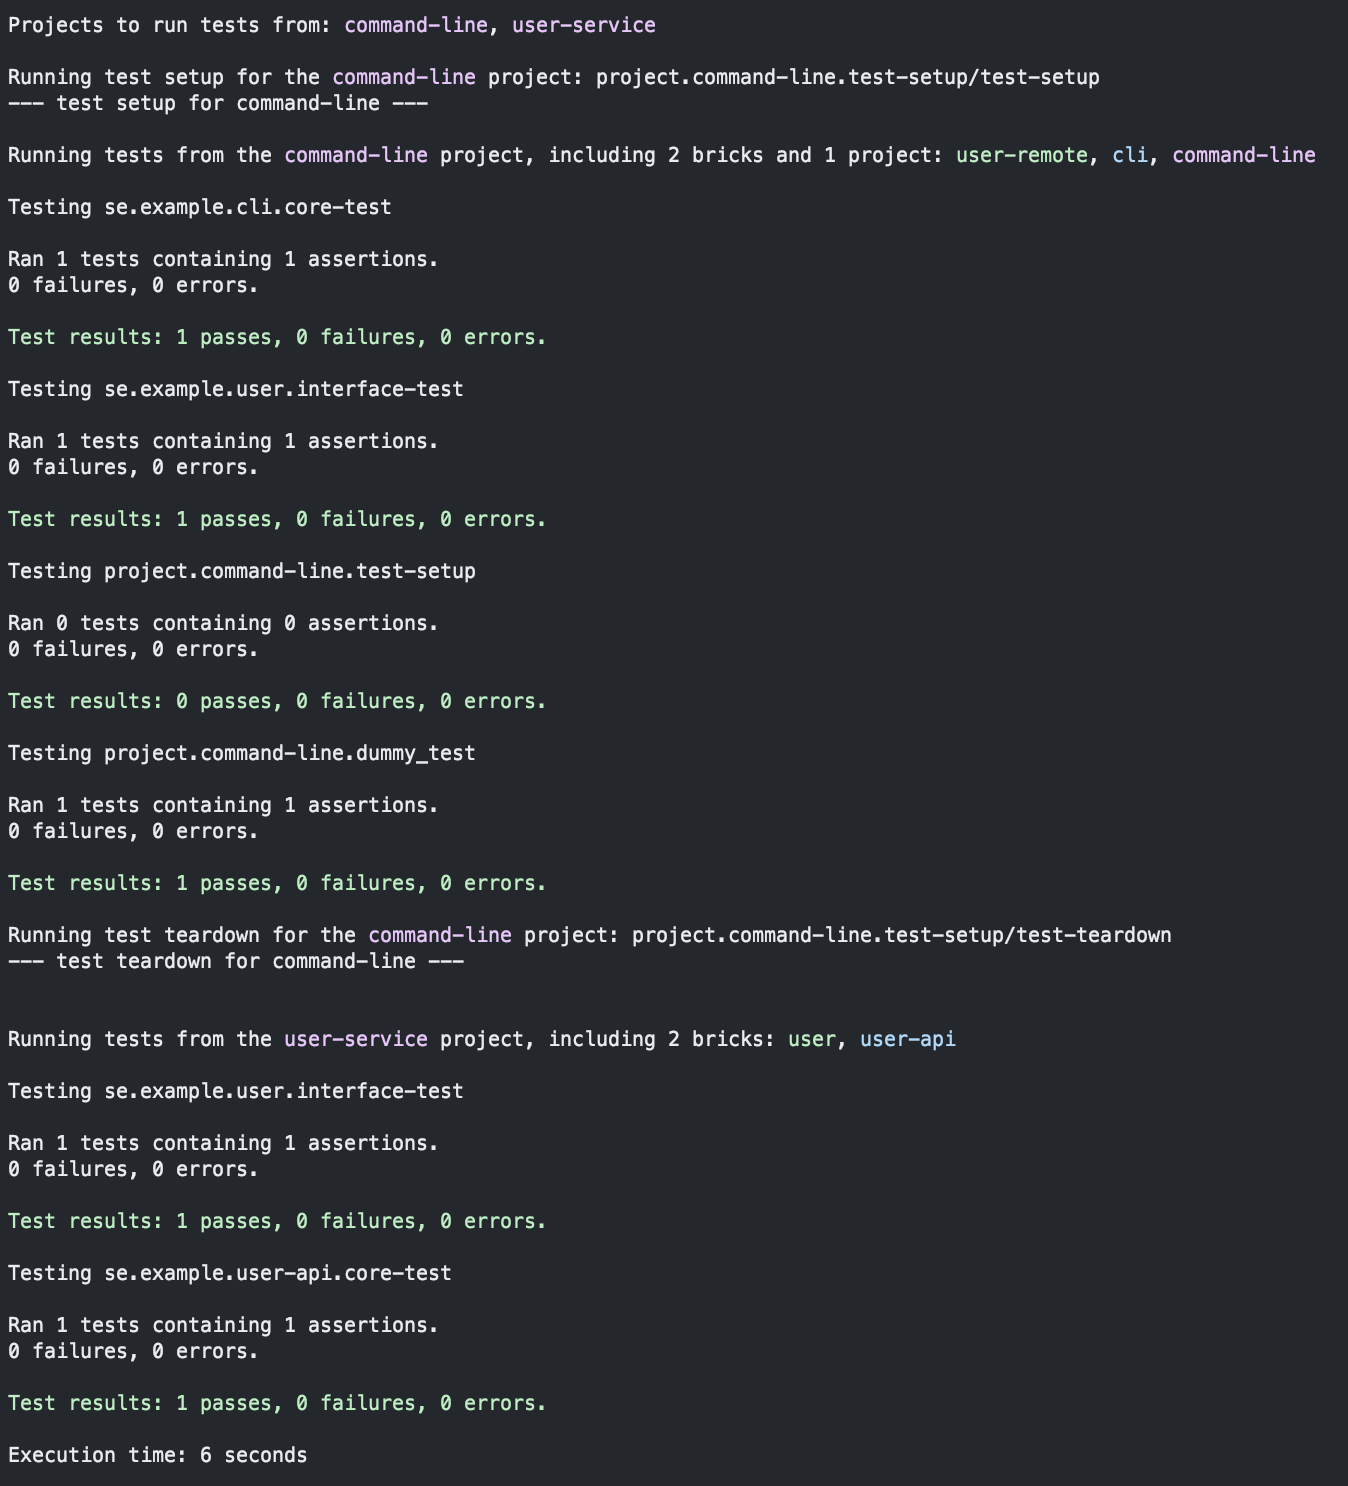 Projects to run tests from: command-line, user-service
Running test setup for the command-line project: project.command-line.test-setup/test-setup
--- test setup for command-line ---
Running tests from the command-line project, including 2 bricks and 1 project: user-remote, cli, command-line
Testing se.example.cli.core-test
Ran 1 tests containing 1 assertions.
0 failures, 0 errors.
Test results: 1 passes, 0 failures, 0 errors.
Testing se.example.user.interface-test
Ran 1 tests containing 1 assertions.
0 failures, 0 errors.
Test results: 1 passes, 0 failures, 0 errors.
Testing project.command-line.test-setup
Ran 0 tests containing 0 assertions.
0 failures, 0 errors.
Test results: 0 passes, 0 failures, 0 errors.
Testing project.command-line.dummy_test
Ran 1 tests containing 1 assertions.
0 failures, 0 errors.
Test results: 1 passes, 0 failures, 0 errors.
Running test teardown for the command-line project: project.command-line.test-setup/test-teardown
--- test teardown for command-line ---
Running tests from the user-service project, including 2 bricks: user, user-api
Testing se.example.user.interface-test
Ran 1 tests containing 1 assertions.
0 failures, 0 errors.
Test results: 1 passes, 0 failures, 0 errors.
Testing se.example.user-api.core-test
Ran 1 tests containing 1 assertions.
0 failures, 0 errors.
Test results: 1 passes, 0 failures, 0 errors.
Execution time: 6 seconds